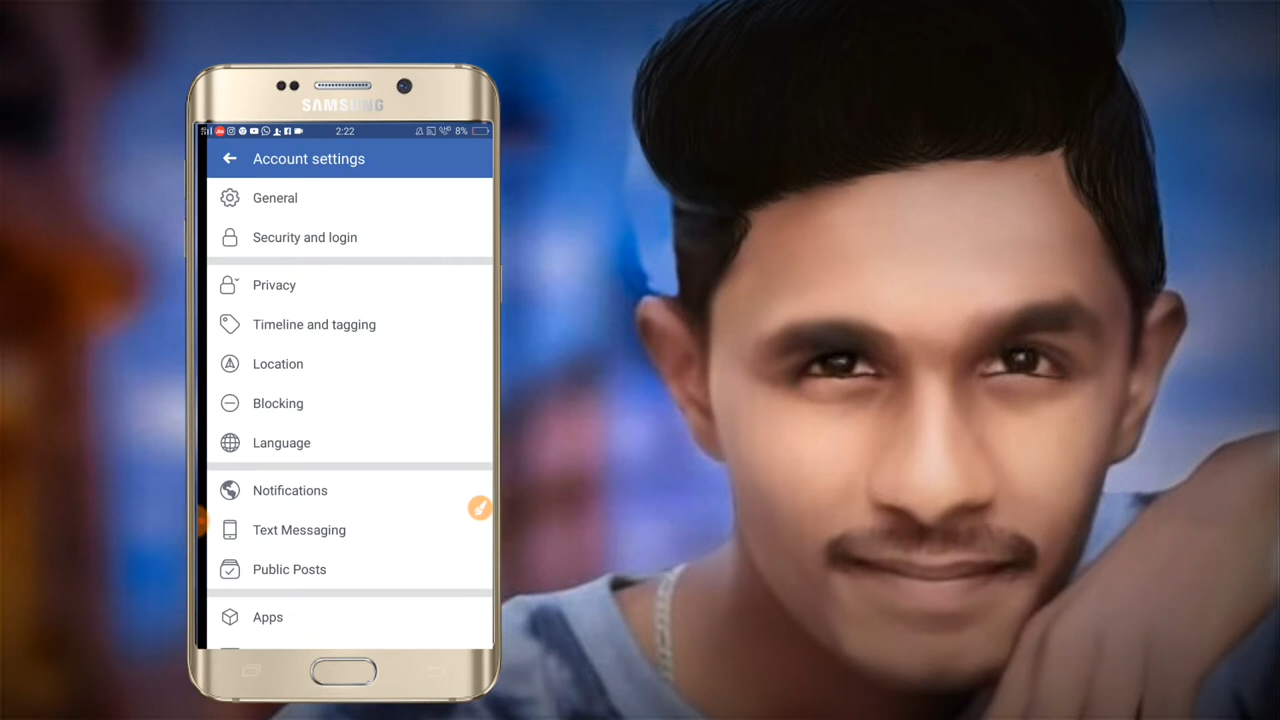 SAMSUNG
2:22
8%
Account settings
General
Security and login
Privacy
Timeline and tagging
Location
Blocking
Language
Notifications
Text Messaging
Public Posts
Apps